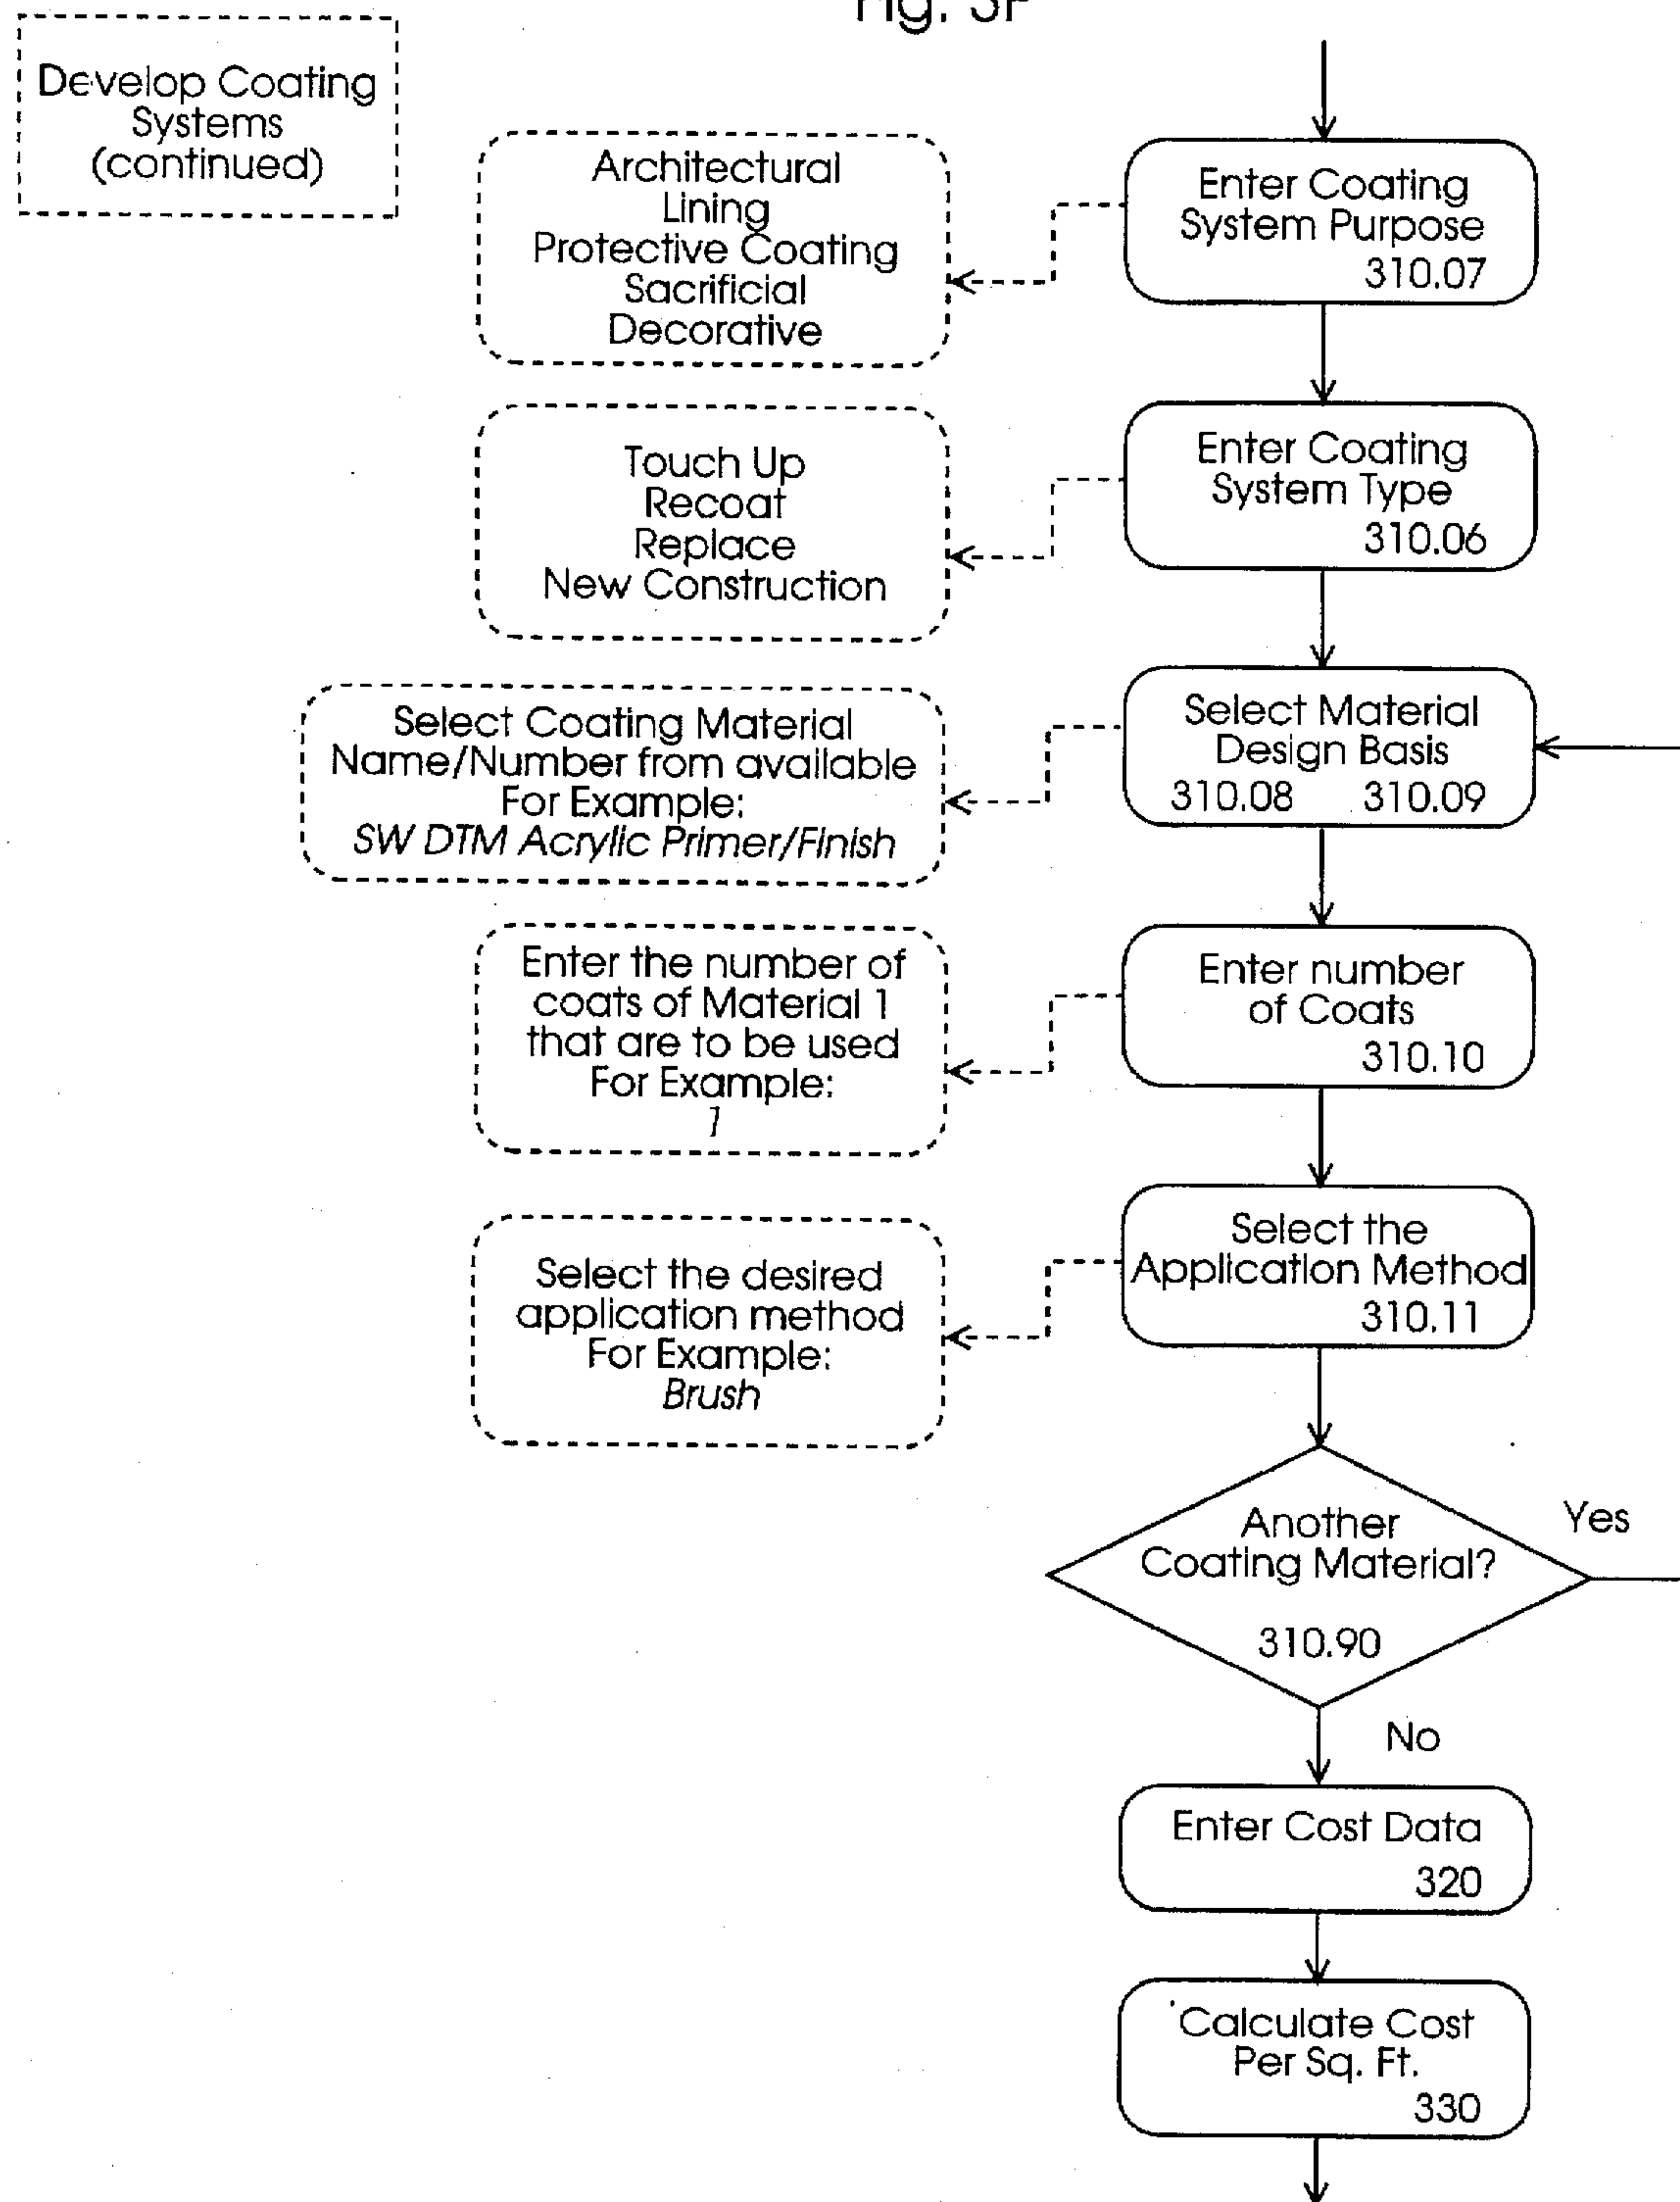 Fig. 3F
Develop Coating
Systems
(continued)
Architectural
Lining
Protective Coating
Sacrificial
Decorative
Enter Coating
System Purpose
310.07
Touch Up
Recoat
Replace
New Construction
Enter Coating
System Type
310.06
Select Coating Material
Name/Number from available
For Example:
SW DTM Acrylic Primer/Finish
Select Material
Design Basis
310.08 310.09
Enter the number of
coats of Material 1
that are to be used
For Example:
1
Enter number
of Coats
310.10
Select the desired
application method
For Example:
Brush
Select the
Application Method
310.11
Another
Coating Material?
310.90
Yes
No
Enter Cost Data
320
Calculate Cost
Per Sq. Ft.
330